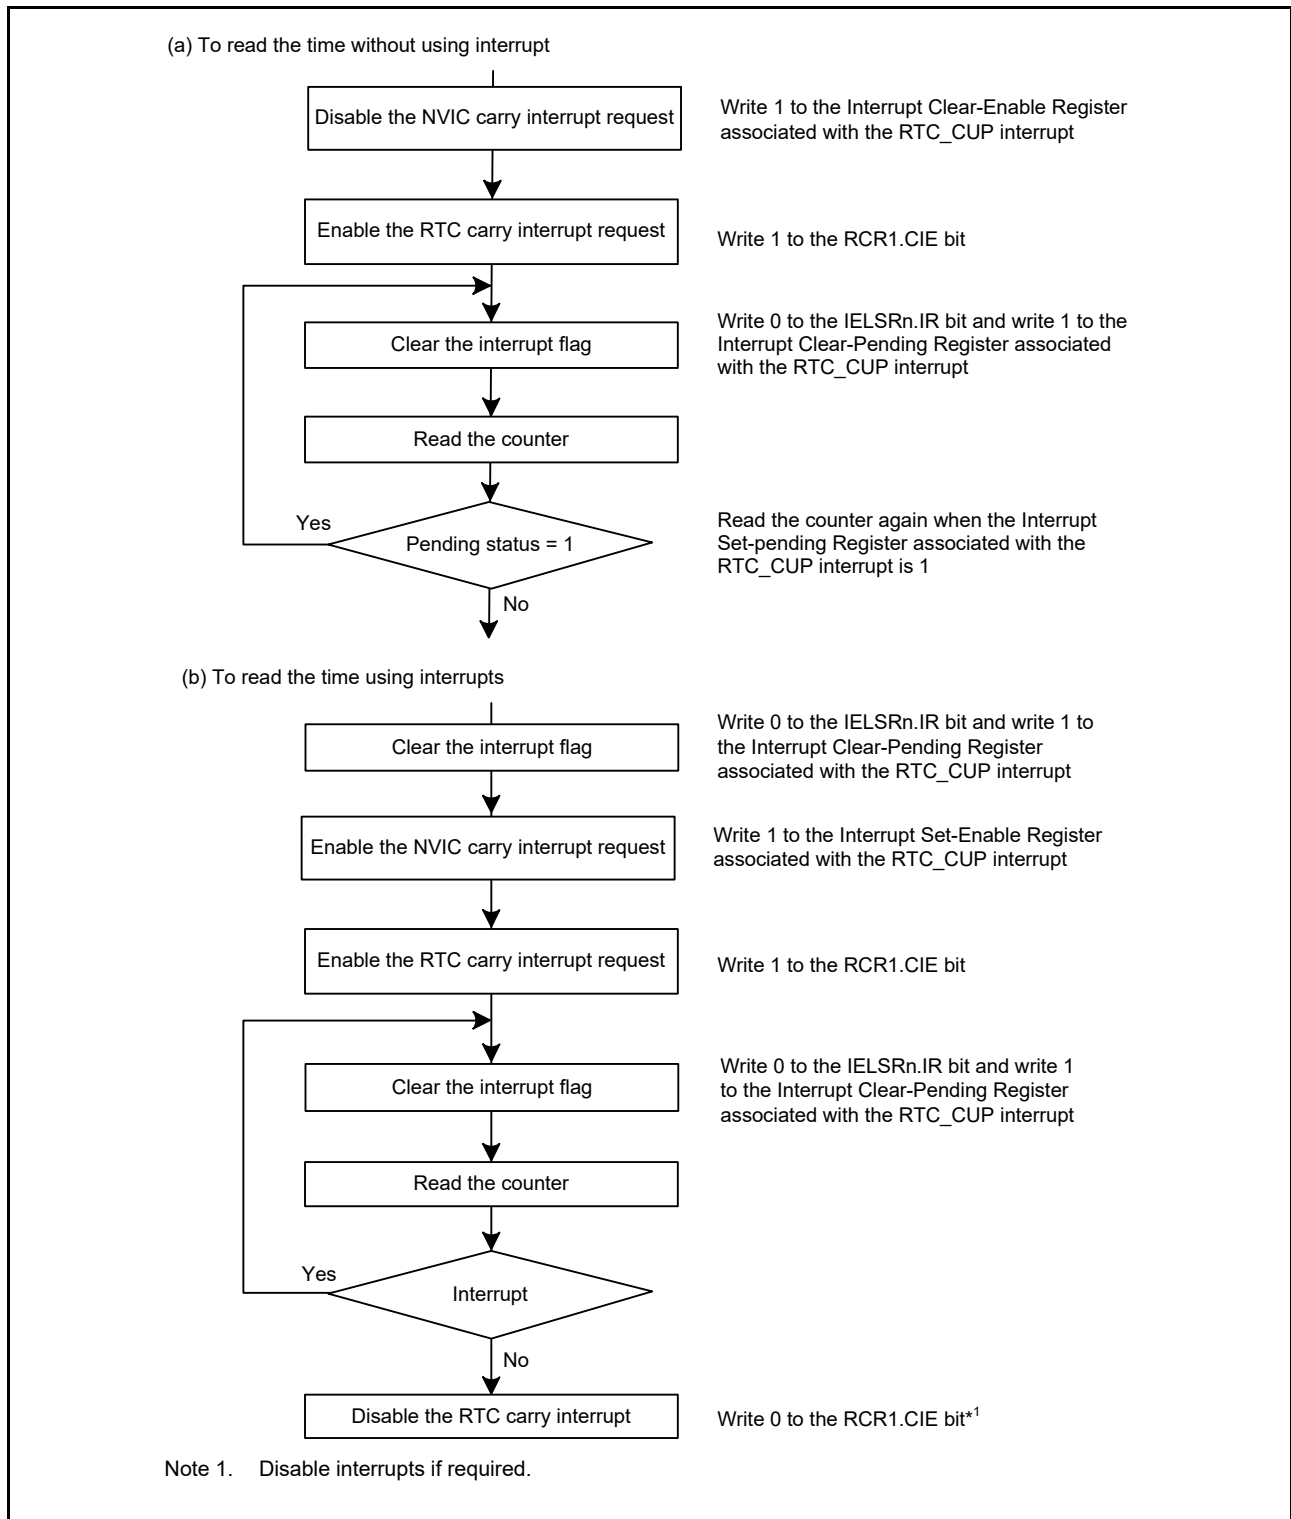 (a) To read the time without using interrupt
Disable the NVIC carry interrupt request
Write 1 to the Interrupt Clear-Enable Register
associated with the RTC_CUP interrupt
Enable the RTC carry interrupt request
Write 1 to the RCR1.CIE bit
Clear the interrupt flag
Write 0 to the IELSRn.IR bit and write 1 to the
Interrupt Clear-Pending Register associated
with the RTC_CUP interrupt
Read the counter
Yes
Pending status = 1
Read the counter again when the Interrupt
Set-pending Register associated with the
RTC_CUP interrupt is 1
No
(b) To read the time using interrupts
Clear the interrupt flag
Write 0 to the IELSRn.IR bit and write 1 to
the Interrupt Clear-Pending Register
associated with the RTC_CUP interrupt
Enable the NVIC carry interrupt request
Write 1 to the Interrupt Set-Enable Register
associated with the RTC_CUP interrupt
Enable the RTC carry interrupt request
Write 1 to the RCR1.CIE bit
Clear the interrupt flag
Write 0 to the IELSRn.IR bit and write 1
to the Interrupt Clear-Pending Register
associated with the RTC_CUP interrupt
Read the counter
Yes
Interrupt
No
Disable the RTC carry interrupt
Write 0 to the RCR1.CIE bit*1
Note 1. Disable interrupts if required.